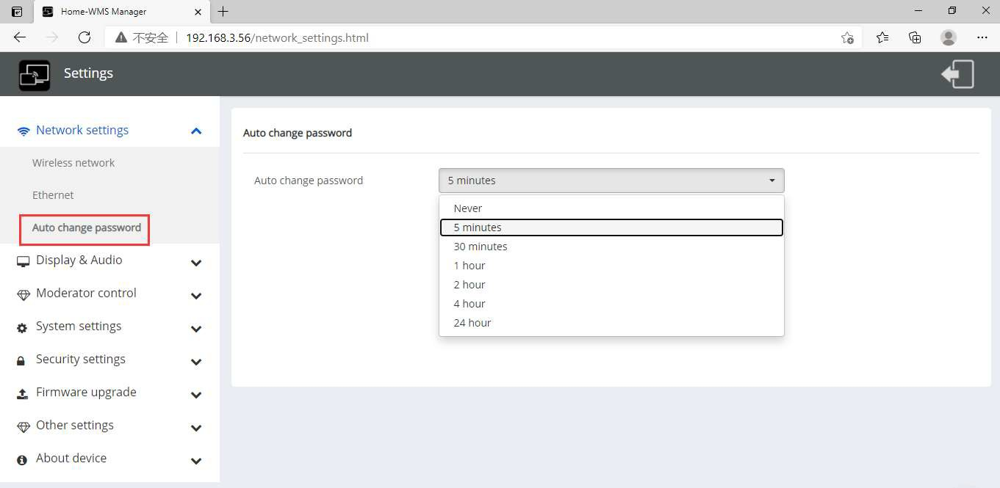 Home-WMS Manager
不安全 192.168.3.56/network_settings.html
Settings
Network settings
Wireless network
Ethernet
Auto change password
Display & Audio
Moderator control
System settings
Security settings
Firmware upgrade
Other settings
About device
Auto change password
Auto change password
5 minutes
Never
5 minutes
30 minutes
1 hour
2 hour
4 hour
24 hour